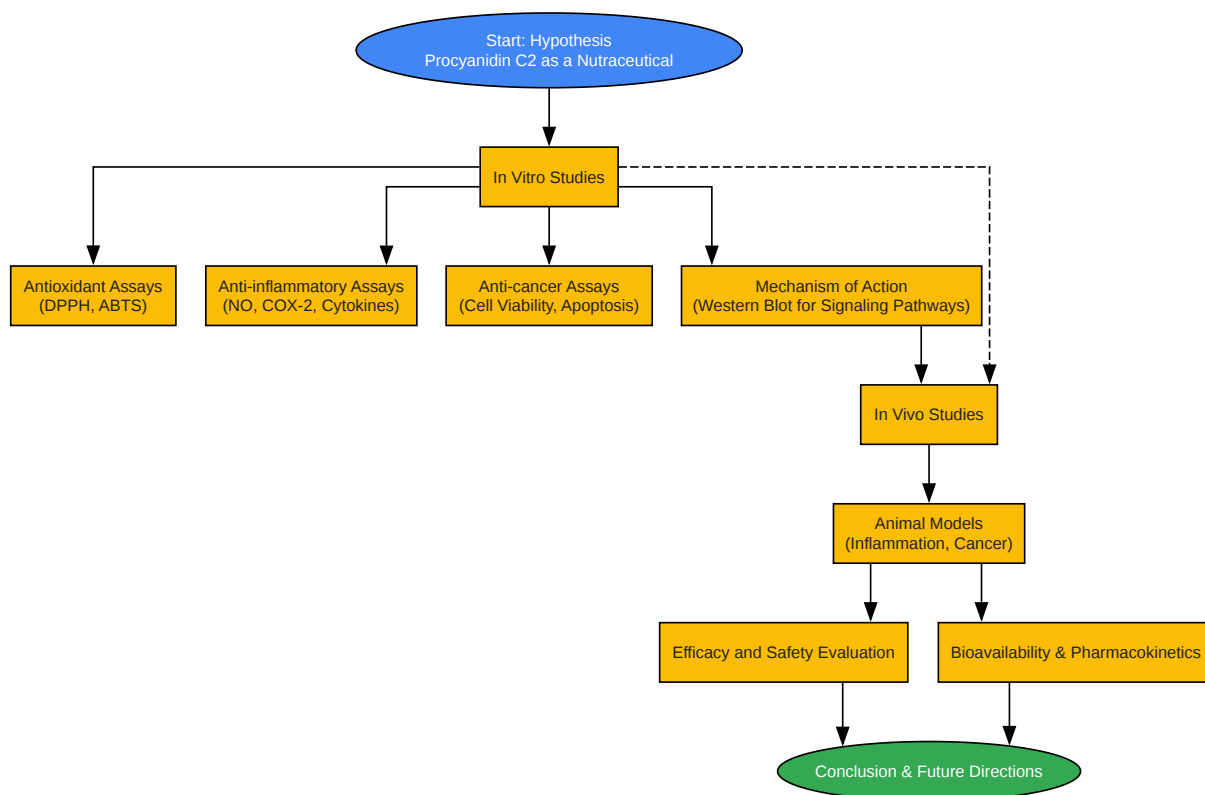 Start: Hypothesis
Procyanidin C2 as a Nutraceutical
In Vitro Studies
Antioxidant Assays
(DPPH, ABTS)
Anti-inflammatory Assays
(NO, COX-2, Cytokines)
Anti-cancer Assays
(Cell Viability, Apoptosis)
Mechanism of Action
(Western Blot for Signaling Pathways)
In Vivo Studies
Animal Models
(Inflammation, Cancer)
Efficacy and Safety Evaluation
Bioavailability & Pharmacokinetics
Conclusion & Future Directions